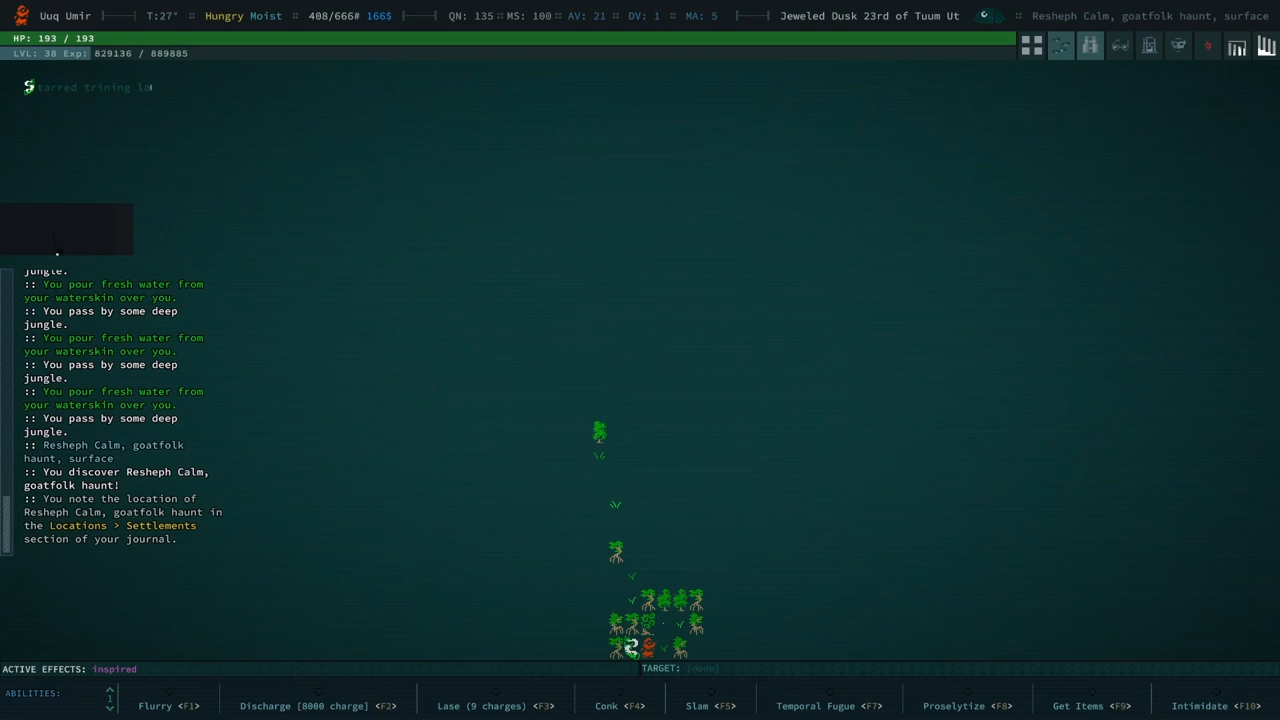 Uuq Umir T:27° :: Hungry Moist :: 408/666# 166$ QN: 135 :: MS: 100 :: AV: 21 :: DV: 1 :: MA: 5 Jeweled Dusk 23rd of Tuum Ut :: Resheph Calm, goatfolk haunt, surface
HP: 193 / 193
LVL: 38 Exp: 829136 / 889885
tarred trining la
jungle.
:: You pour fresh water from
your waterskin over you.
:: You pass by some deep
jungle.
:: You pour fresh water from
your waterskin over you.
:: You pass by some deep
jungle.
:: You pour fresh water from
your waterskin over you.
:: You pass by some deep
jungle.
:: Resheph Calm, goatfolk
haunt, surface
:: You discover Resheph Calm,
goatfolk haunt!
:: You note the location of
Resheph Calm, goatfolk haunt in
the Locations > Settlements
section of your journal.
ACTIVE EFFECTS: inspired
TARGET: [none]
ABILITIES: 1 Flurry <F1> Discharge [8000 charge] <F2> Lase (9 charges) <F3> Conk <F4> Slam <F5> Temporal Fugue <F7> Proselytize <F8> Get Items <F9> Intimidate <F10>